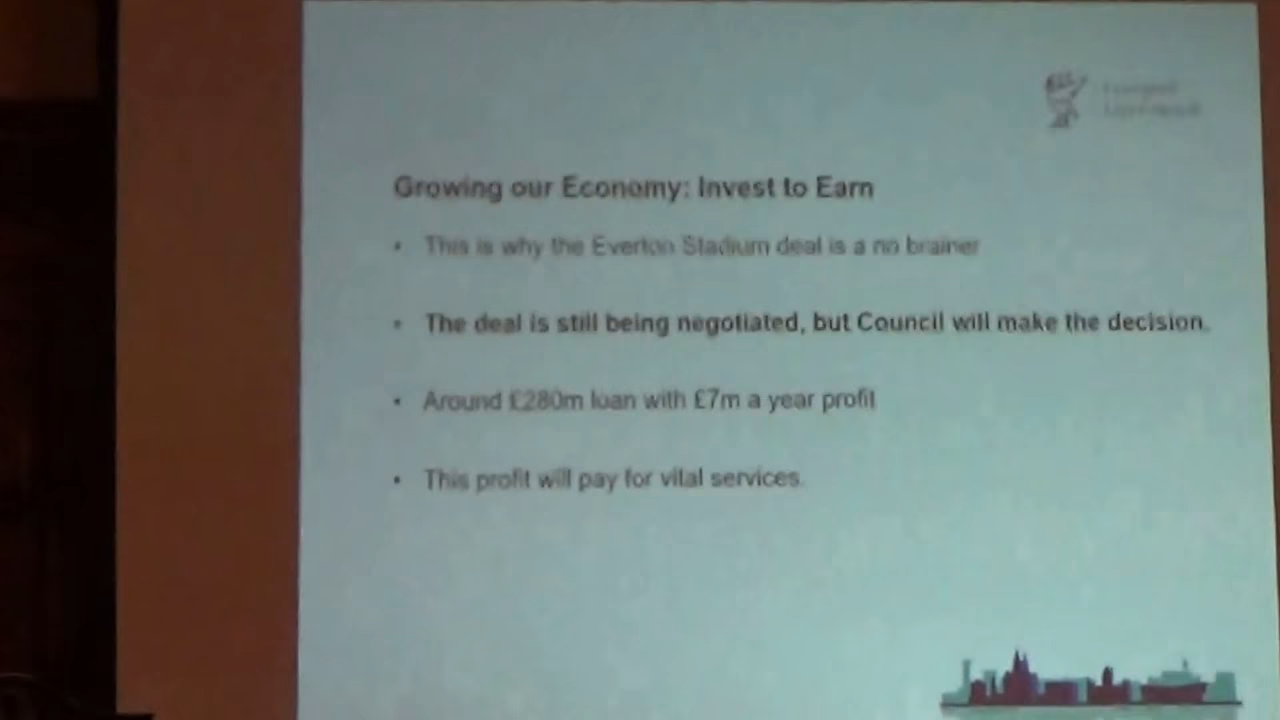 Growing our Economy: Invest to Earn
• This is why the Everton Stadium deal is a no brainer
• The deal is still being negotiated, but Council will make the decision.
• Around £280m loan with £7m a year profit
• This profit will pay for vital services.